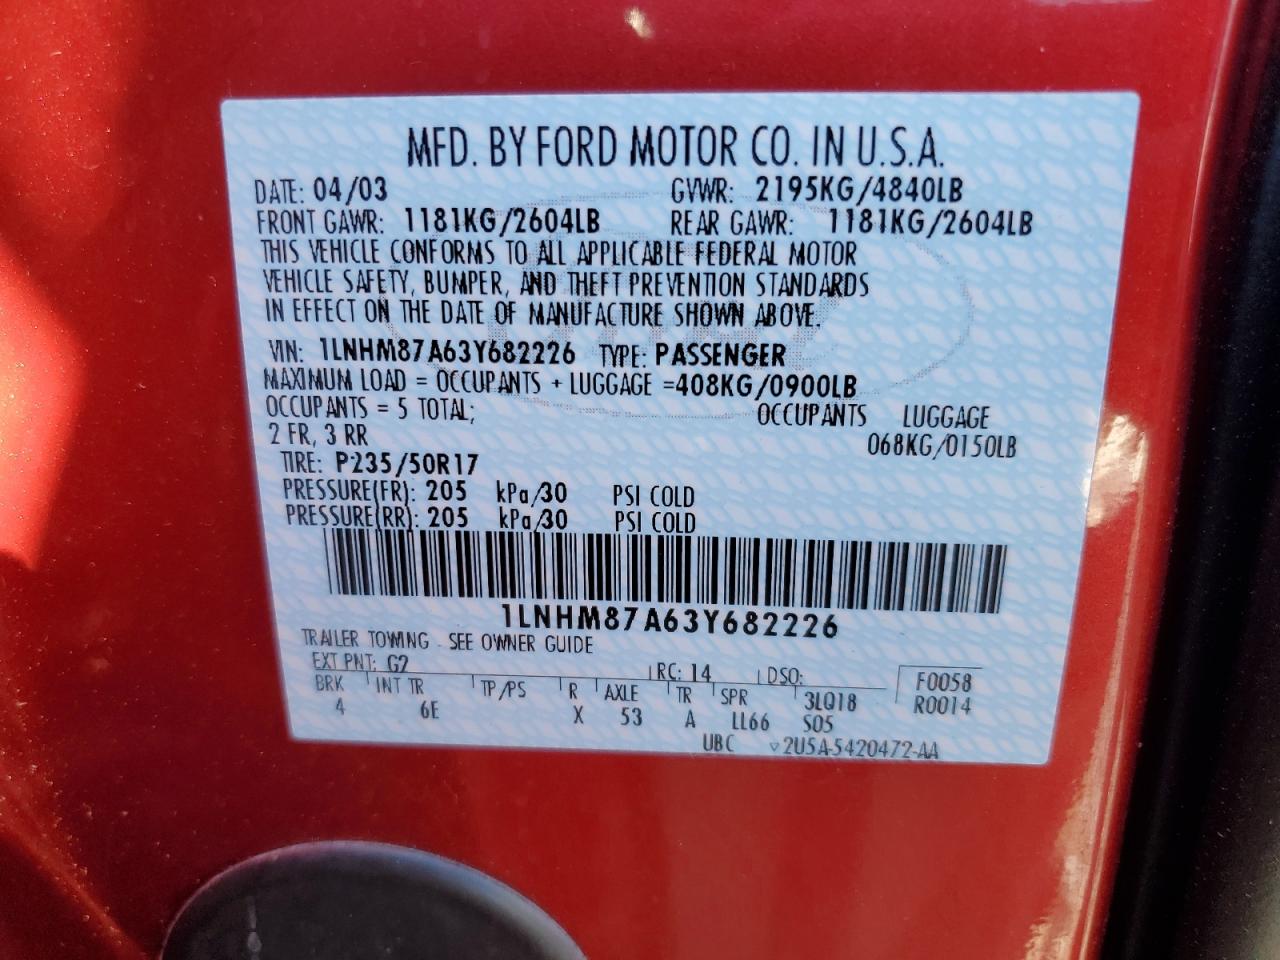 MFD. BY FORD MOTOR CO. IN U.S.A.
DATE: 04/03 GVWR: 2195KG/4840LB
FRONT GAWR: 1181KG/2604LB REAR GAWR: 1181KG/2604LB
THIS VEHICLE CONFORMS TO ALL APPLICABLE FEDERAL MOTOR
VEHICLE SAFETY, BUMPER, AND THEFT PREVENTION STANDARDS
IN EFFECT ON THE DATE OF MANUFACTURE SHOWN ABOVE.
VIN: 1LNHM87A63Y682226 TYPE: PASSENGER
MAXIMUM LOAD = OCCUPANTS + LUGGAGE =408KG/0900LB
OCCUPANTS = 5 TOTAL; OCCUPANTS LUGGAGE
2 FR, 3 RR 068KG/0150LB
TIRE: P235/50R17
PRESSURE(FR): 205 kPa/30 PSI COLD
PRESSURE(RR): 205 kPa/30 PSI COLD
1LNHM87A63Y682226
TRAILER TOWING - SEE OWNER GUIDE
EXT PNT: G2 RC: 14 DSO: F0058
BRK INT TR TP/PS R AXLE TR SPR 3LQ18 R0014
4 6E X 53 A LL66 S05
UBC ▿2U5A-5420472-AA